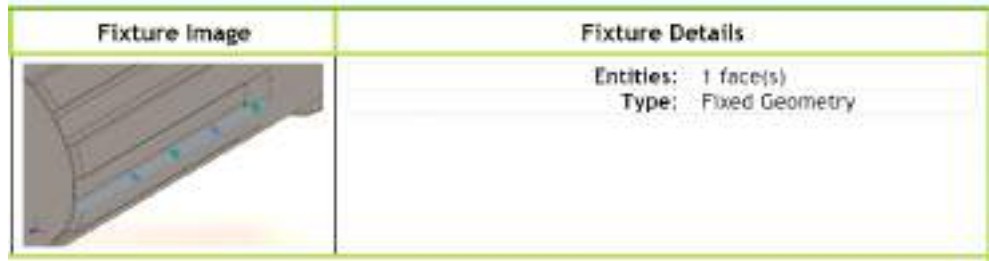 Fixture Image Fixture Details
Entities: 1 face(s)
Type: Fixed Geometry